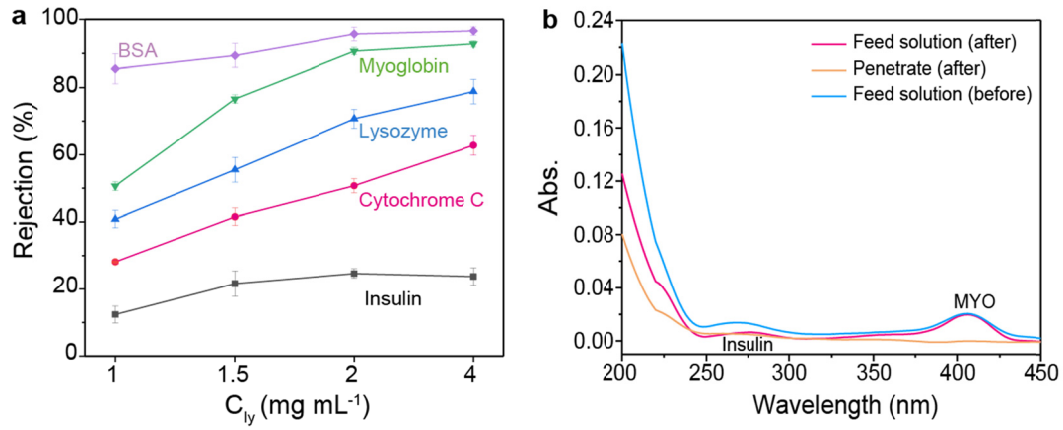 a
100
80
60
40
20
0
Rejection (%)
BSA
Myoglobin
Lysozyme
Cytochrome C
Insulin
1 1.5 2 4
C_ly (mg mL⁻¹)
b
0.24
0.20
0.16
0.12
0.08
0.04
0.00
Abs.
Feed solution (after)
Penetrate (after)
Feed solution (before)
MYO
Insulin
200 250 300 350 400 450
Wavelength (nm)